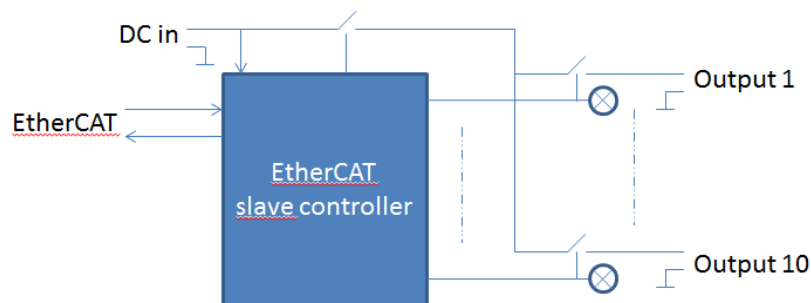 DC in
Output 1
EtherCAT
EtherCAT
slave controller
Output 10